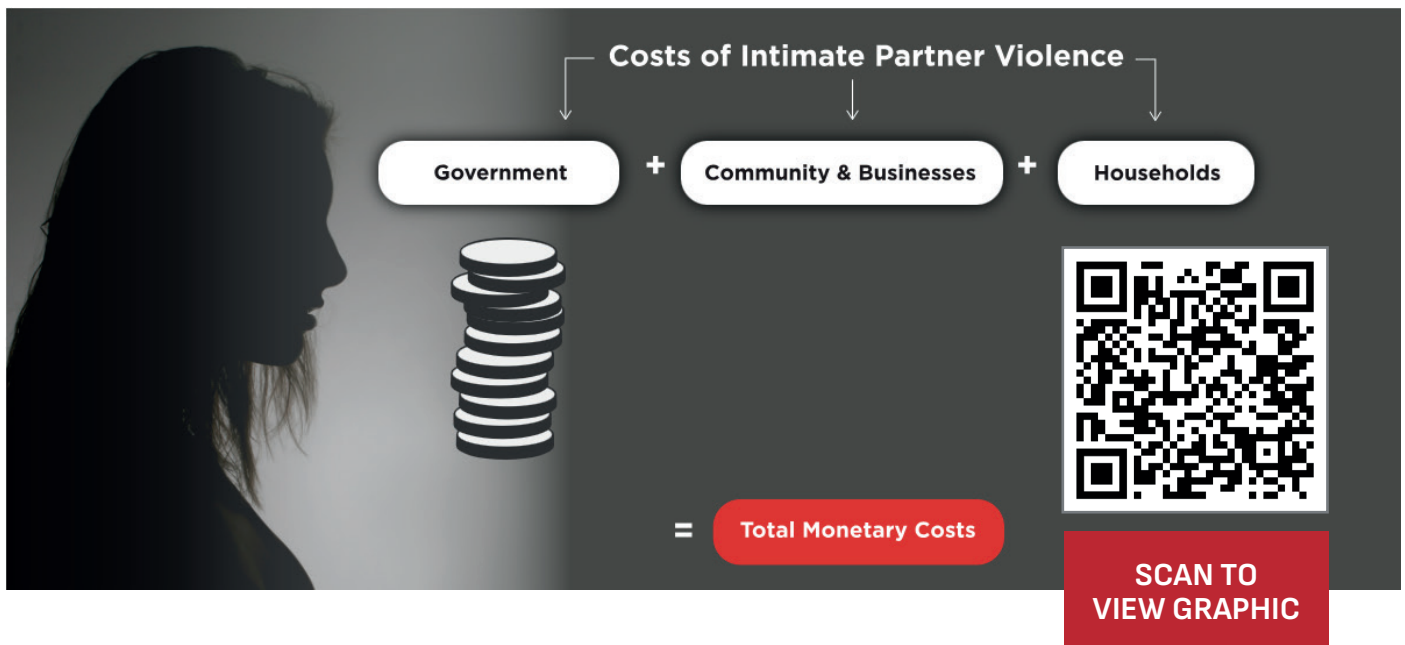 Costs of Intimate Partner Violence
Government + Community & Businesses + Households
= Total Monetary Costs
SCAN TO
VIEW GRAPHIC